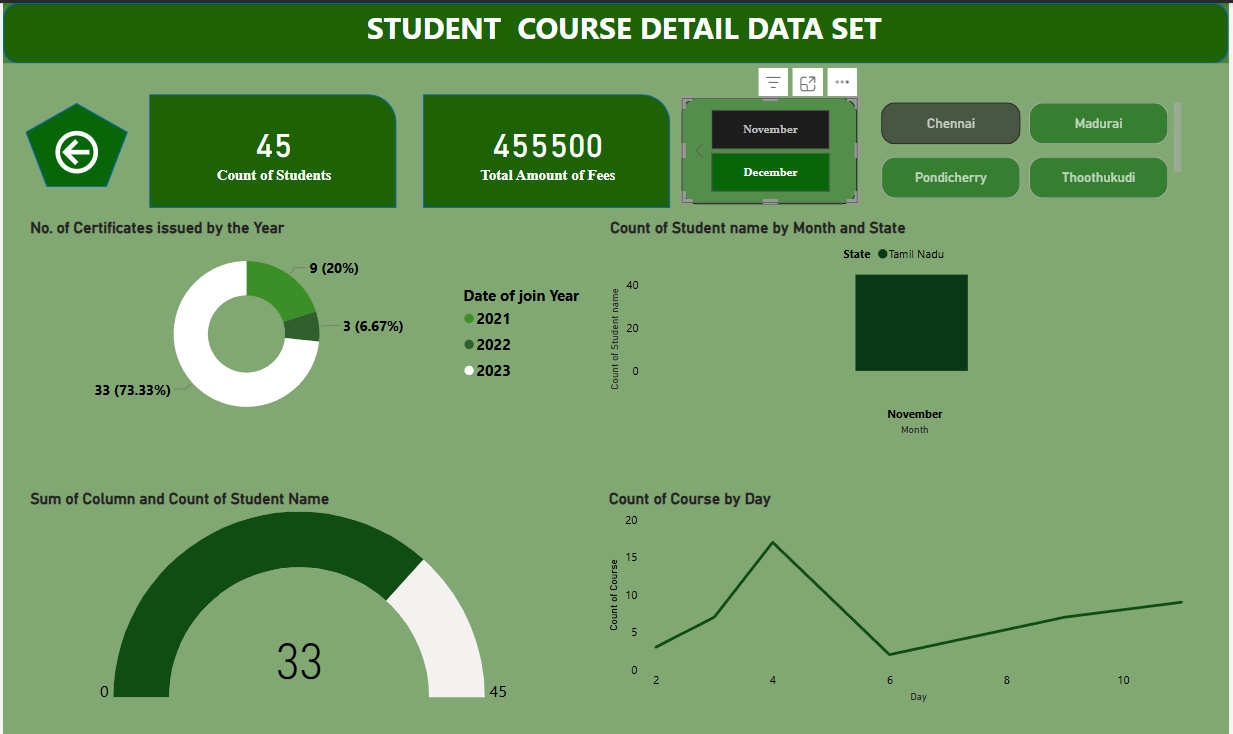 STUDENT  COURSE DETAIL DATA SET
45
Count of Students
455500
Total Amount of Fees
November
December
Chennai
Madurai
Pondicherry
Thoothukudi
No. of Certificates issued by the Year
9 (20%)
3 (6.67%)
33 (73.33%)
Date of join Year
2021
2022
2023
Count of Student name by Month and State
State Tamil Nadu
Count of Student name
40
20
0
November
Month
Sum of Column and Count of Student Name
33
0
45
Count of Course by Day
Count of Course
20
15
10
5
0
2 4 6 8 10
Day